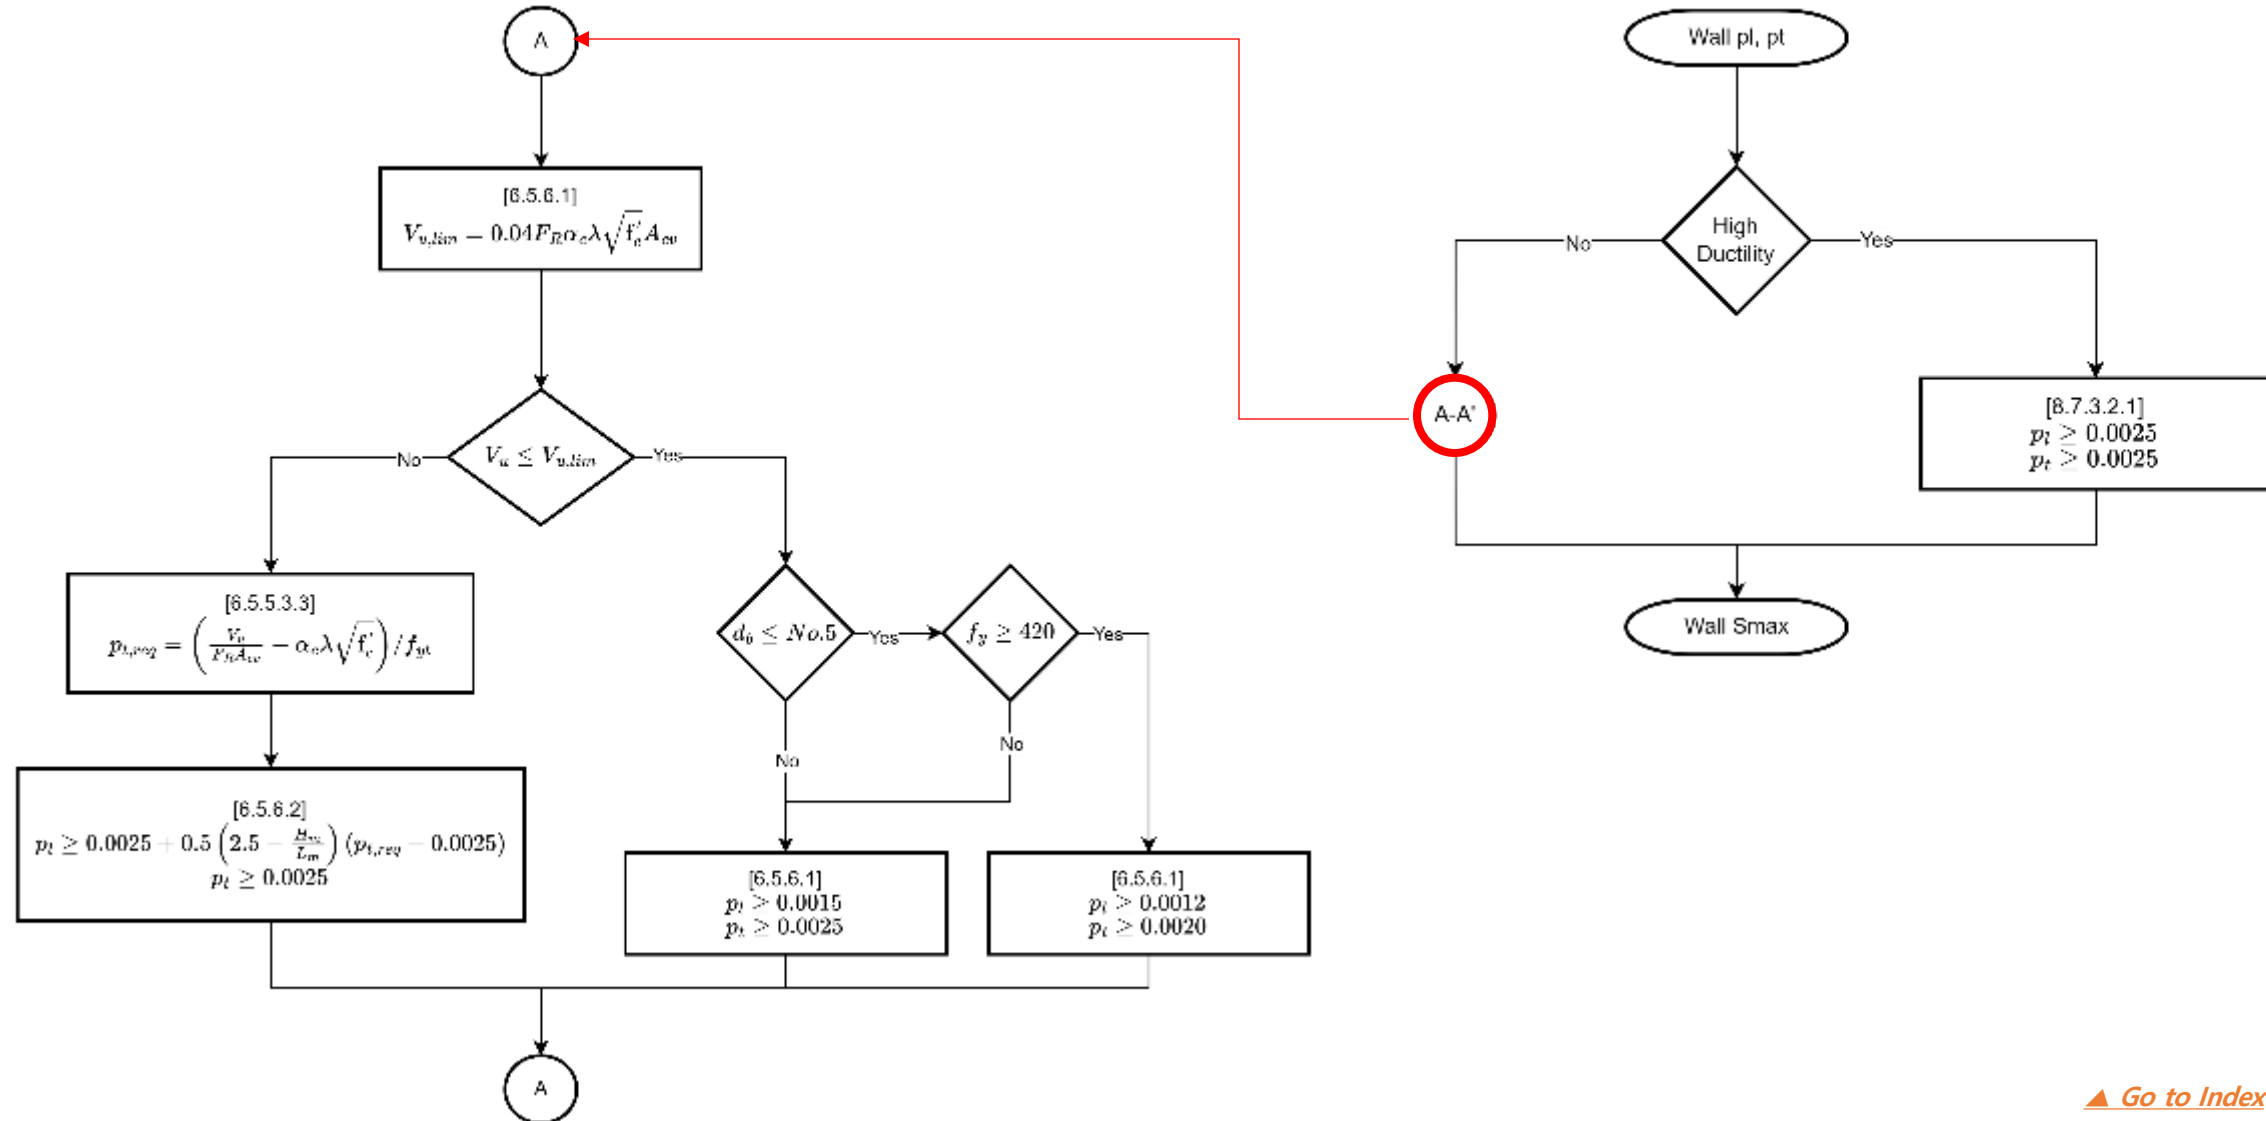 A
[6.5.6.1]
V_{u,lim} = 0.04F_Rα_cλ√f'_c A_cv
V_u ≤ V_{u,lim}
No
Yes
[6.5.5.3.3]
p_{t,req} = (V_u / F_R A_cv − α_cλ√f'_c) / f_yt
[6.5.6.2]
p_l ≥ 0.0025 + 0.5 (2.5 − H_w / L_w) (p_{t,req} − 0.0025)
p_t ≥ 0.0025
d_b ≤ No.5
Yes
f_y ≥ 420
Yes
No
No
[6.5.6.1]
p_l ≥ 0.0015
p_t ≥ 0.0025
[6.5.6.1]
p_l ≥ 0.0012
p_t ≥ 0.0020
A
Wall pl, pt
High
Ductility
No
Yes
A-A'
[8.7.3.2.1]
p_l ≥ 0.0025
p_t ≥ 0.0025
Wall Smax
▲ Go to Index